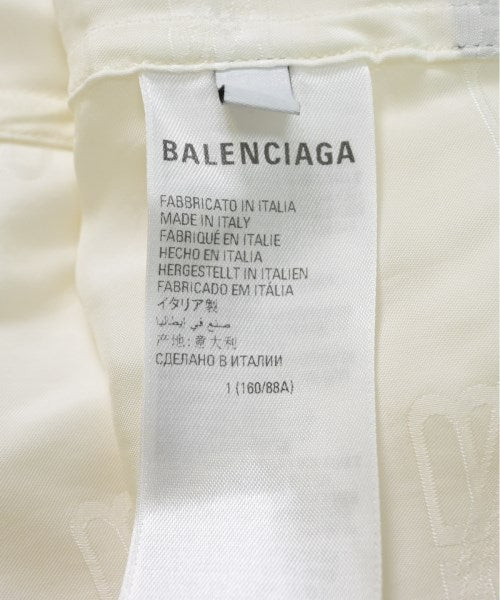 BALENCIAGA
FABBRICATO IN ITALIA
MADE IN ITALY
FABRIQUÉ EN ITALIE
HECHO EN ITALIA
HERGESTELLT IN ITALIEN
FABRICADO EM ITÁLIA
イタリア製
صنع في إيطاليا
产地:意大利
СДЕЛАНО В ИТАЛИИ
1 (160/88A)